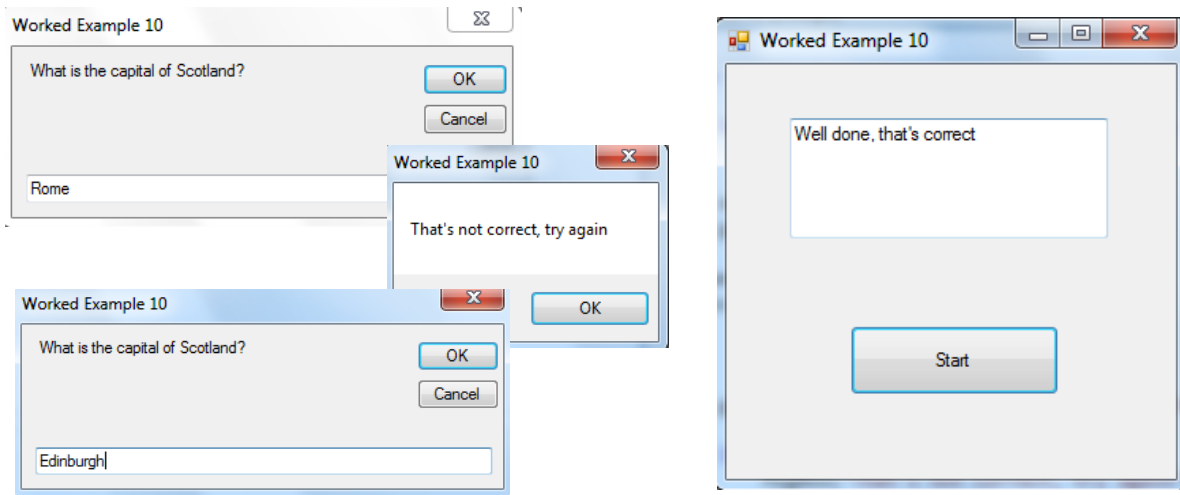 Worked Example 10
What is the capital of Scotland?
OK
Cancel
Rome
Worked Example 10
That's not correct, try again
OK
Worked Example 10
What is the capital of Scotland?
OK
Cancel
Edinburgh
Worked Example 10
Well done, that's correct
Start